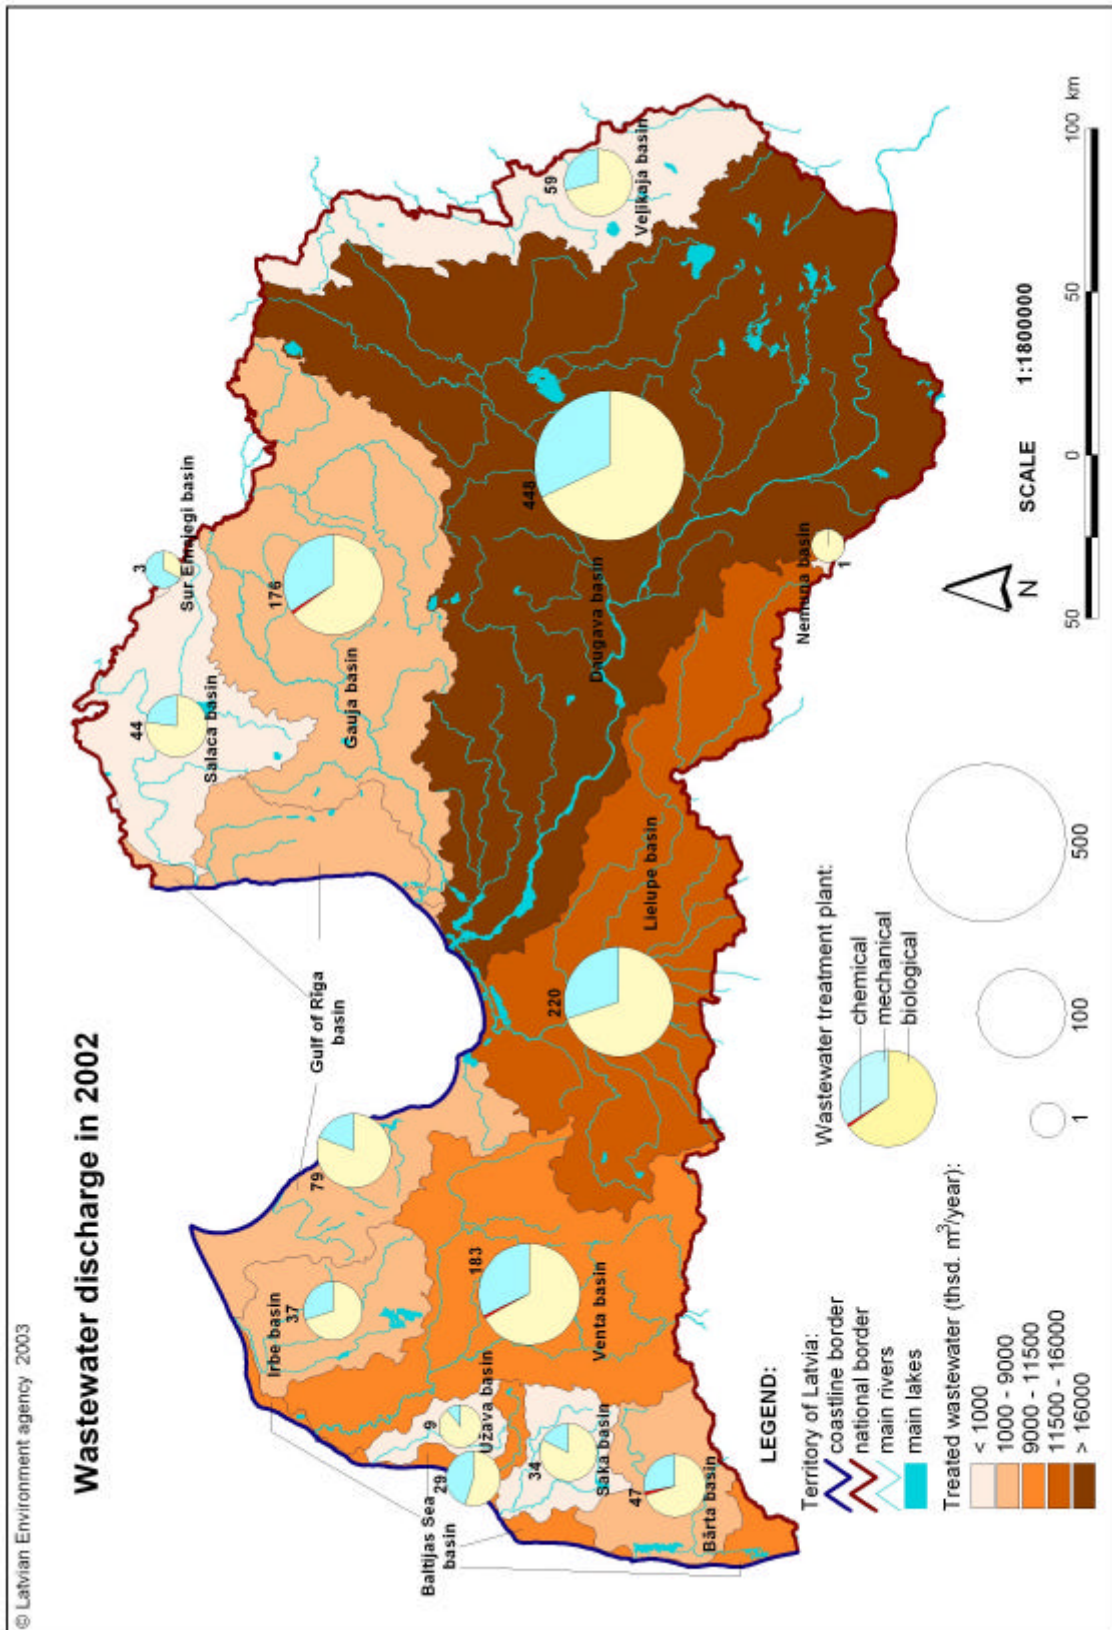 © Latvian Environment agency 2003
Wastewater discharge in 2002
Gulf of Rīga
basin
Baltijas Sea
basin
Irbe basin
37
79
183
Venta basin
9
Užava basin
29
34
Saka basin
47
Bārta basin
220
Lielupe basin
44
Salaca basin
3
Sur Emajegi basin
176
Gauja basin
448
Daugava basin
59
Veļikaja basin
Nemuna basin
1
LEGEND:
Territory of Latvia:
coastline border
national border
main rivers
main lakes
Treated wastewater (thsd. m³/year):
< 1000
1000 - 9000
9000 - 11500
11500 - 16000
> 16000
Wastewater treatment plant:
chemical
mechanical
biological
1
100
500
N
SCALE 1:1800000
50 0 50 100 km